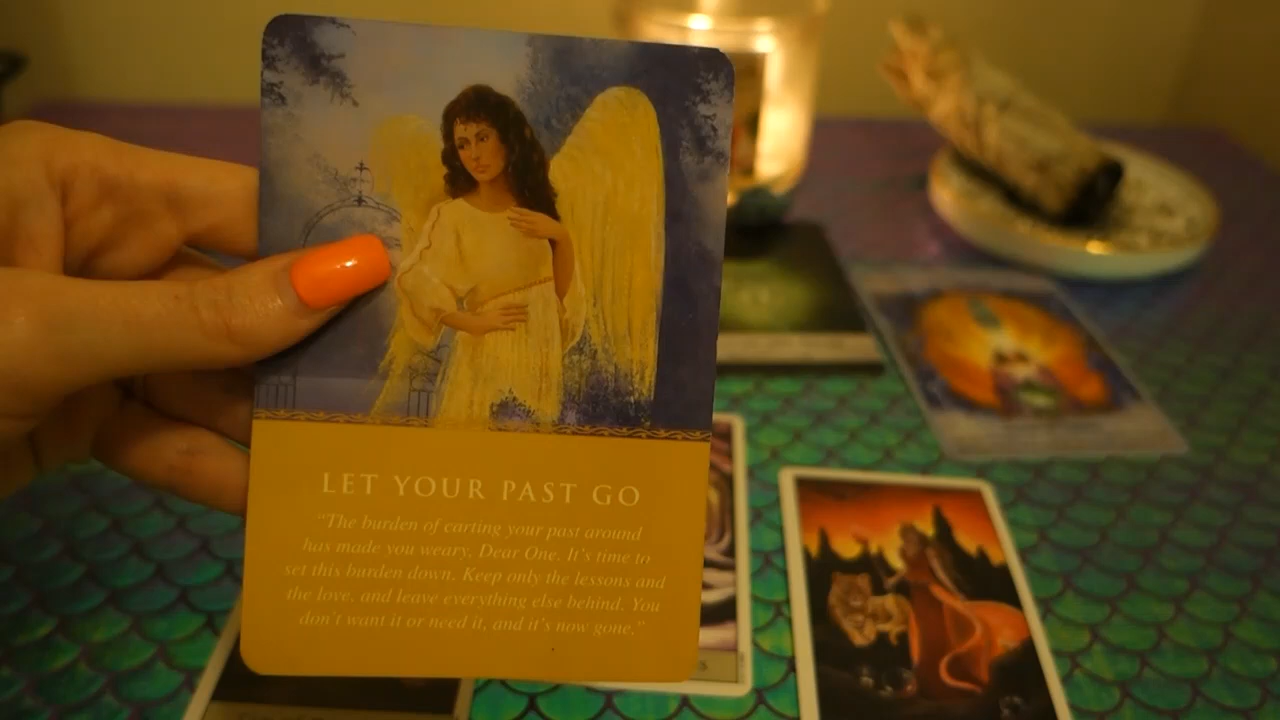 LET YOUR PAST GO
"The burden of carting your past around
has made you weary, Dear One. It's time to
set this burden down. Keep only the lessons and
the love, and leave everything else behind. You
don't want it or need it, and it's now gone."